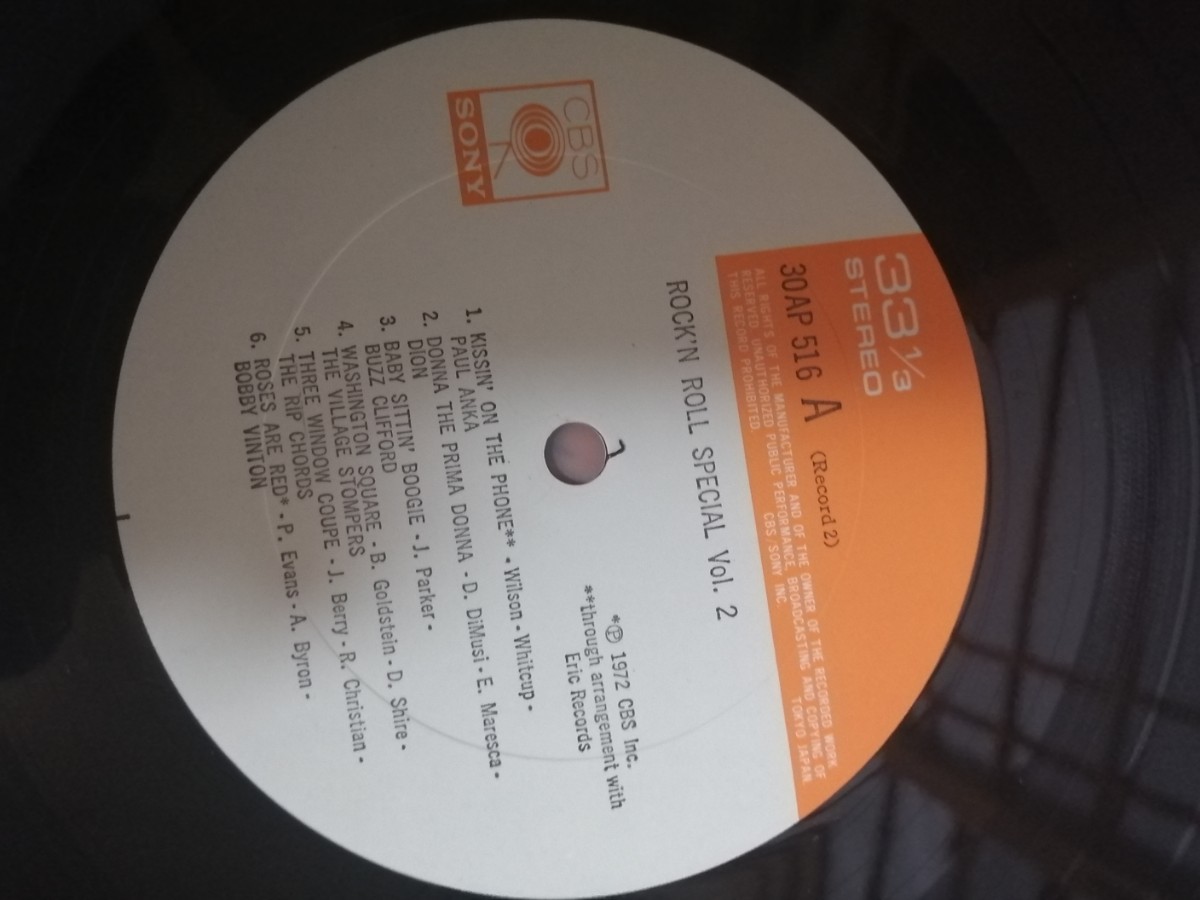 33 1/3
STEREO
30AP 516 A (Record 2)
ALL RIGHTS OF THE MANUFACTURER AND OF THE OWNER OF THE RECORDED WORK
RESERVED UNAUTHORIZED PUBLIC PERFORMANCE, BROADCASTING AND COPYING OF
THIS RECORD PROHIBITED. CBS/SONY INC. TOKYO JAPAN
CBS
SONY
ROCK'N ROLL SPECIAL Vol. 2
*Ⓟ 1972 CBS Inc.
**through arrangement with
Eric Records
1. KISSIN' ON THE PHONE** • Wilson • Whitcup •
PAUL ANKA
2. DONNA THE PRIMA DONNA • D. DiMusi • E. Maresca •
DION
3. BABY SITTIN' BOOGIE • J. Parker •
BUZZ CLIFFORD
4. WASHINGTON SQUARE • B. Goldstein • D. Shire •
THE VILLAGE STOMPERS
5. THREE WINDOW COUPE • J. Berry • R. Christian •
THE RIP CHORDS
6. ROSES ARE RED* • P. Evans • A. Byron •
BOBBY VINTON